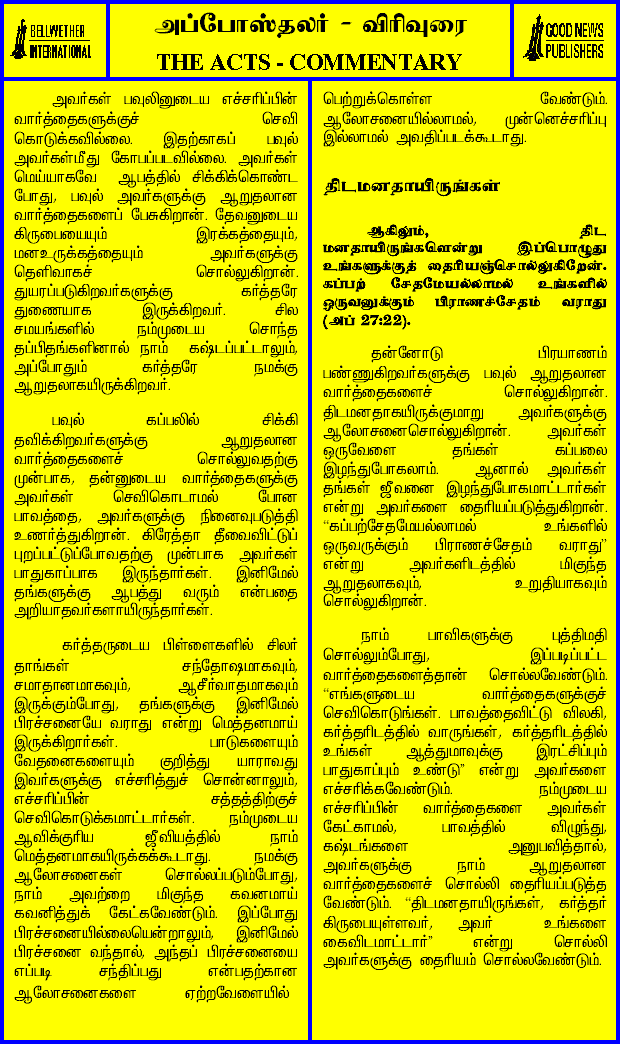 BELLWETHER
INTERNATIONAL
அப்போஸ்தலர் - விரிவுரை
THE ACTS - COMMENTARY
GOOD NEWS
PUBLISHERS
அவர்கள் பவுலினுடைய எச்சரிப்பின்
வார்த்தைகளுக்குச் செவி
கொடுக்கவில்லை. இதற்காகப் பவுல்
அவர்கள்மீது கோபப்படவில்லை. அவர்கள்
மெய்யாகவே ஆபத்தில் சிக்கிக்கொண்ட
போது, பவுல் அவர்களுக்கு ஆறுதலான
வார்த்தைகளைப் பேசுகிறான். தேவனுடைய
கிருபையையும் இரக்கத்தையும்,
மனஉருக்கத்தையும் அவர்களுக்கு
தெளிவாகச் சொல்லுகிறான்.
துயரப்படுகிறவர்களுக்கு கர்த்தரே
துணையாக இருக்கிறவர். சில
சமயங்களில் நம்முடைய சொந்த
தப்பிதங்களினால் நாம் கஷ்டப்பட்டாலும்,
அப்போதும் கர்த்தரே நமக்கு
ஆறுதலாகயிருக்கிறவர்.
பவுல் கப்பலில் சிக்கி
தவிக்கிறவர்களுக்கு ஆறுதலான
வார்த்தைகளைச் சொல்லுவதற்கு
முன்பாக, தன்னுடைய வார்த்தைகளுக்கு
அவர்கள் செவிகொடாமல் போன
பாவத்தை, அவர்களுக்கு நினைவுபடுத்தி
உணர்த்துகிறான். கிரேத்தா தீவைவிட்டுப்
புறப்பட்டுப்போவதற்கு முன்பாக அவர்கள்
பாதுகாப்பாக இருந்தார்கள். இனிமேல்
தங்களுக்கு ஆபத்து வரும் என்பதை
அறியாதவர்களாயிருந்தார்கள்.
கர்த்தருடைய பிள்ளைகளில் சிலர்
தாங்கள் சந்தோஷமாகவும்,
சமாதானமாகவும், ஆசீர்வாதமாகவும்
இருக்கும்போது, தங்களுக்கு இனிமேல்
பிரச்சனையே வராது என்று மெத்தனமாய்
இருக்கிறார்கள். பாடுகளையும்
வேதனைகளையும் குறித்து யாராவது
இவர்களுக்கு எச்சரித்துச் சொன்னாலும்,
எச்சரிப்பின் சத்தத்திற்குச்
செவிகொடுக்கமாட்டார்கள். நம்முடைய
ஆவிக்குரிய ஜீவியத்தில் நாம்
மெத்தனமாகயிருக்கக்கூடாது. நமக்கு
ஆலோசனைகள் சொல்லப்படும்போது,
நாம் அவற்றை மிகுந்த கவனமாய்
கவனித்துக் கேட்கவேண்டும். இப்போது
பிரச்சனையில்லையென்றாலும், இனிமேல்
பிரச்சனை வந்தால், அந்தப் பிரச்சனையை
எப்படி சந்திப்பது என்பதற்கான
ஆலோசனைகளை ஏற்றவேளையில்
பெற்றுக்கொள்ள வேண்டும்.
ஆலோசனையில்லாமல், முன்னெச்சரிப்பு
இல்லாமல் அவதிப்படக்கூடாது.
திடமனதாயிருங்கள்
ஆகிலும், திட
மனதாயிருங்களென்று இப்பொழுது
உங்களுக்குத் தைரியஞ்சொல்லுகிறேன்.
கப்பற் சேதமேயல்லாமல் உங்களில்
ஒருவனுக்கும் பிராணச்சேதம் வராது
(அப் 27:22).
தன்னோடு பிரயாணம்
பண்ணுகிறவர்களுக்கு பவுல் ஆறுதலான
வார்த்தைகளைச் சொல்லுகிறான்.
திடமனதாகயிருக்குமாறு அவர்களுக்கு
ஆலோசனைசொல்லுகிறான். அவர்கள்
ஒருவேளை தங்கள் கப்பலை
இழந்துபோகலாம். ஆனால் அவர்கள்
தங்கள் ஜீவனை இழந்துபோகமாட்டார்கள்
என்று அவர்களை தைரியப்படுத்துகிறான்.
“கப்பற்சேதமேயல்லாமல் உங்களில்
ஒருவருக்கும் பிராணச்சேதம் வராது”
என்று அவர்களிடத்தில் மிகுந்த
ஆறுதலாகவும், உறுதியாகவும்
சொல்லுகிறான்.
நாம் பாவிகளுக்கு புத்திமதி
சொல்லும்போது, இப்படிப்பட்ட
வார்த்தைகளைத்தான் சொல்லவேண்டும்.
“எங்களுடைய வார்த்தைகளுக்குச்
செவிகொடுங்கள். பாவத்தைவிட்டு விலகி,
கர்த்தரிடத்தில் வாருங்கள், கர்த்தரிடத்தில்
உங்கள் ஆத்துமாவுக்கு இரட்சிப்பும்
பாதுகாப்பும் உண்டு” என்று அவர்களை
எச்சரிக்கவேண்டும். நம்முடைய
எச்சரிப்பின் வார்த்தைகளை அவர்கள்
கேட்காமல், பாவத்தில் விழுந்து,
கஷ்டங்களை அனுபவித்தால்,
அவர்களுக்கு நாம் ஆறுதலான
வார்த்தைகளைச் சொல்லி தைரியப்படுத்த
வேண்டும். “திடமனதாயிருங்கள், கர்த்தர்
கிருபையுள்ளவர், அவர் உங்களை
கைவிடமாட்டார்” என்று சொல்லி
அவர்களுக்கு தைரியம் சொல்லவேண்டும்.